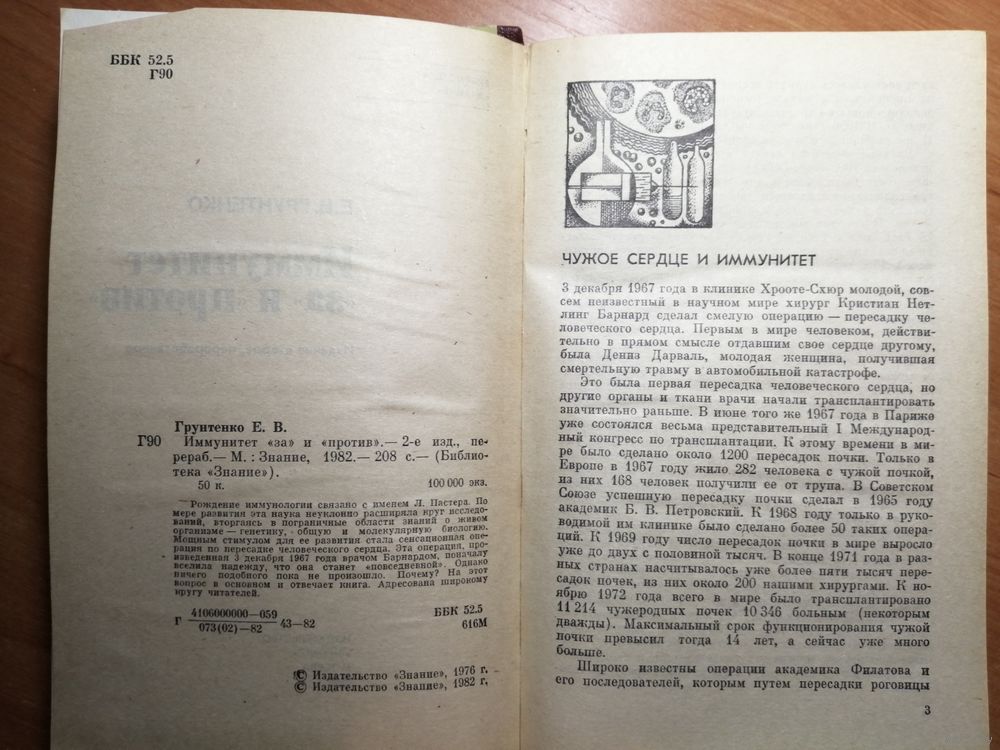 ББК 52.5
Г90
Грунтенко Е. В.
Г90 Иммунитет «за» и «против».— 2-е изд., пе-
рераб.— М.: Знание, 1982.— 208 с.— (Библио-
тека «Знание»).
50 к. 100 000 экз.
Рождение иммунологии связано с именем Л. Пастера. По
мере развития эта наука неуклонно расширяла круг исследо-
ваний, вторгаясь в пограничные области знаний о живом
организме — генетику, общую и молекулярную биологию.
Мощным стимулом для ее развития стала сенсационная опе-
рация по пересадке человеческого сердца. Эта операция, про-
изведенная 3 декабря 1967 года врачом Барнардом, поначалу
вселила надежду, что она станет «повседневной». Однако
ничего подобного пока не произошло. Почему? На этот
вопрос в основном и отвечает книга. Адресована широкому
кругу читателей.
Г 4106000000—059
073(02)—82 43—82
ББК 52.5
616М
© Издательство «Знание», 1976 г.
© Издательство «Знание», 1982 г.
ЧУЖОЕ СЕРДЦЕ И ИММУНИТЕТ
3 декабря 1967 года в клинике Хрооте-Схюр молодой, сов-
сем неизвестный в научном мире хирург Кристиан Нет-
линг Барнард сделал смелую операцию — пересадку че-
ловеческого сердца. Первым в мире человеком, действи-
тельно в прямом смысле отдавшим свое сердце другому,
была Дениз Дарваль, молодая женщина, получившая
смертельную травму в автомобильной катастрофе.
Это была первая пересадка человеческого сердца, но
другие органы и ткани врачи начали трансплантировать
значительно раньше. В июне того же 1967 года в Париже
уже состоялся весьма представительный I Международ-
ный конгресс по трансплантации. К этому времени в ми-
ре было сделано около 1200 пересадок почки. Только в
Европе в 1967 году жило 282 человека с чужой почкой,
из них 168 человек получили ее от трупа. В Советском
Союзе успешную пересадку почки сделал в 1965 году
академик Б. В. Петровский. К 1968 году только в руко-
водимой им клинике было сделано более 50 таких опера-
ций. К 1969 году число пересадок почки в мире выросло
уже до двух с половиной тысяч. В конце 1971 года в раз-
ных странах насчитывалось уже более пяти тысяч пере-
садок почек, из них около 200 нашими хирургами. К но-
ябрю 1972 года всего в мире было трансплантировано
11 214 чужеродных почек 10 346 больным (некоторым
дважды). Максимальный срок функционирования чужой
почки превысил тогда 14 лет, а сейчас уже много
больше.
Широко известны операции академика Филатова и
его последователей, которым путем пересадки роговицы
3